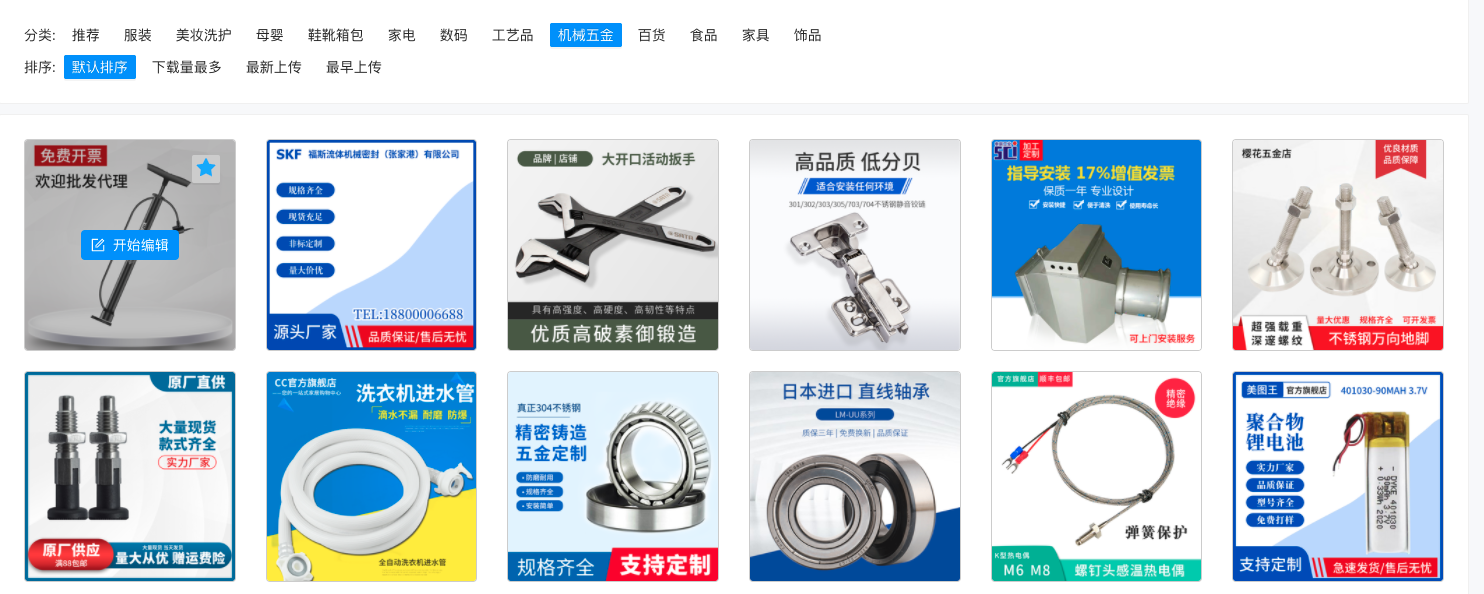 分类: 推荐 服装 美妆洗护 母婴 鞋靴箱包 家电 数码 工艺品 机械五金 百货 食品 家具 饰品
排序: 默认排序 下载量最多 最新上传 最早上传
免费开票
欢迎批发代理
开始编辑
SKF 福斯流体机械密封（张家港）有限公司
规格齐全
现货充足
非标定制
量大价优
TEL:18800006688
源头厂家 品质保证/售后无忧
品牌 | 店铺 大开口活动扳手
具有高强度、高硬度、高韧性等特点
优质高破素御锻造
高品质 低分贝
适合安装任何环境
301/302/303/305/703/704不锈钢静音铰链
加工
定制
指导安装 17%增值发票
保质一年 专业设计
安装快捷 便于清洗 使用寿命长
可上门安装服务
樱花五金店
优良材质
品质保障
超强载重
深邃螺纹
量大优惠 规格齐全 可开发票
不锈钢万向地脚
原厂直供
大量现货
款式齐全
实力厂家
原厂供应
满88包邮
量大从优 赠运费险
CC官方旗舰店
洗衣机进水管
滴水不漏 耐磨 防爆
全自动洗衣机进水管
真正304不锈钢
精密铸造
五金定制
• 防磨耐用
• 规格齐全
• 安装简单
规格齐全 支持定制
日本进口 直线轴承
LM-UU系列
质保三年 | 免费换新 | 品质保证
官方旗舰店 顺丰包邮
精密
绝缘
弹簧保护
K型热电偶
M6 M8 螺钉头感温热电偶
美图王 官方旗舰店 401030-90MAH 3.7V
聚合物
锂电池
实力厂家
品质保证
型号齐全
免费打样
DYKE 401030
90mAh 3.7V
0.33Wh 2020
支持定制 急速发货/售后无忧